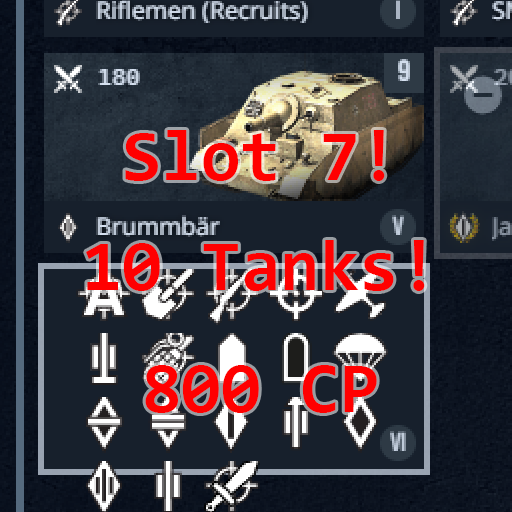 Riflemen (Recruits) I
180 9
Slot 7!
Brummbär V
10 Tanks!
800 CP
VI